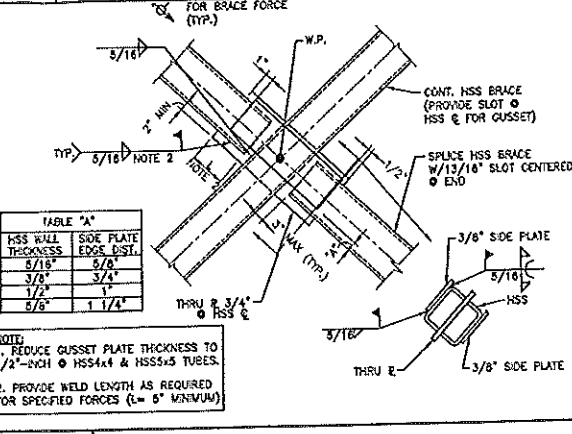 FOR BRACE FORCE
(TYP.)
5/16
1"
W.P.
2" MIN
CONT. HSS BRACE
(PROVIDE SLOT @
HSS ℄ FOR GUSSET)
TYP.
5/16
NOTE 2
L
NOTE 2
1/2"
SPLICE HSS BRACE
W/13/16" SLOT CENTERED
@ END
3" MAX (TYP.)
"A"
THRU ℄ 3/4"
@ HSS ℄
TABLE "A"
HSS WALL THICKNESS
SIDE PLATE EDGE DIST.
5/16" 5/8"
3/8" 3/4"
1/2" 1"
5/8" 1 1/4"
3/8" SIDE PLATE
5/16
HSS
5/16
THRU ℄
3/8" SIDE PLATE
NOTE:
. REDUCE GUSSET PLATE THICKNESS TO
/2"-INCH @ HSS4x4 & HSS5x5 TUBES.
2. PROVIDE WELD LENGTH AS REQUIRED
FOR SPECIFIED FORCES (L= 6" MINIMUM)